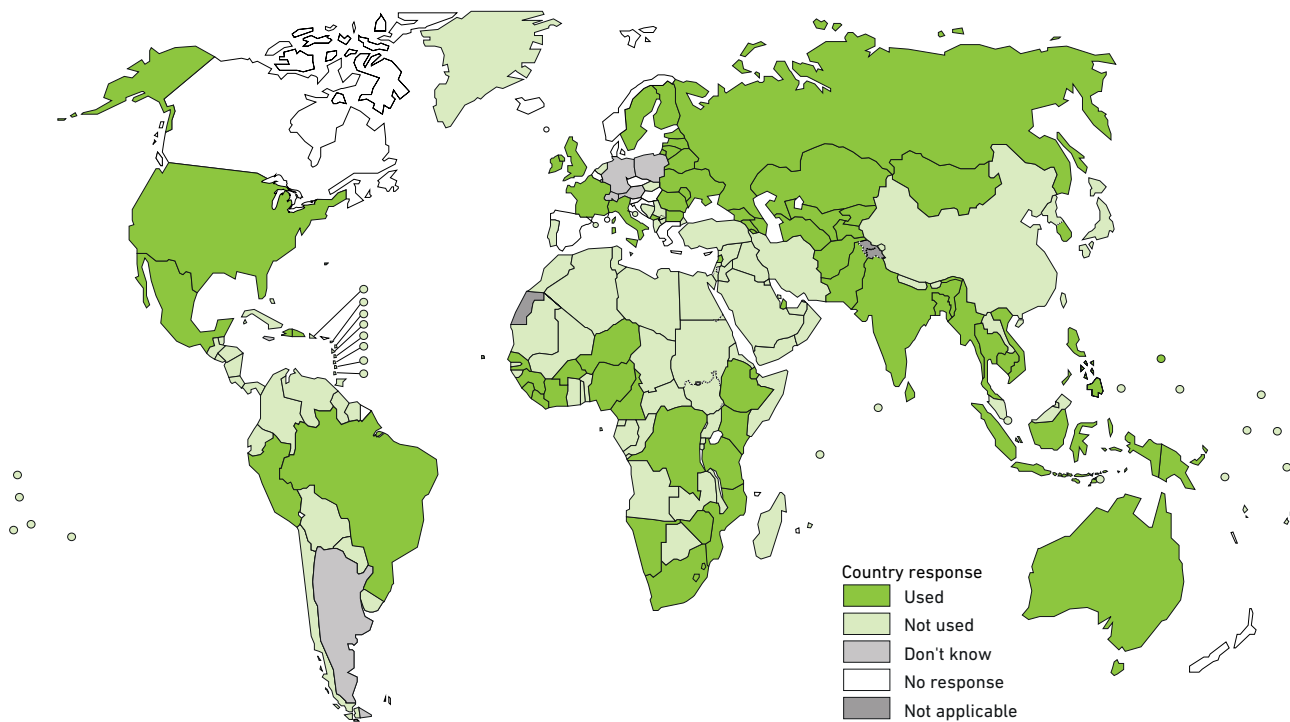 Country response
Used
Not used
Don't know
No response
Not applicable